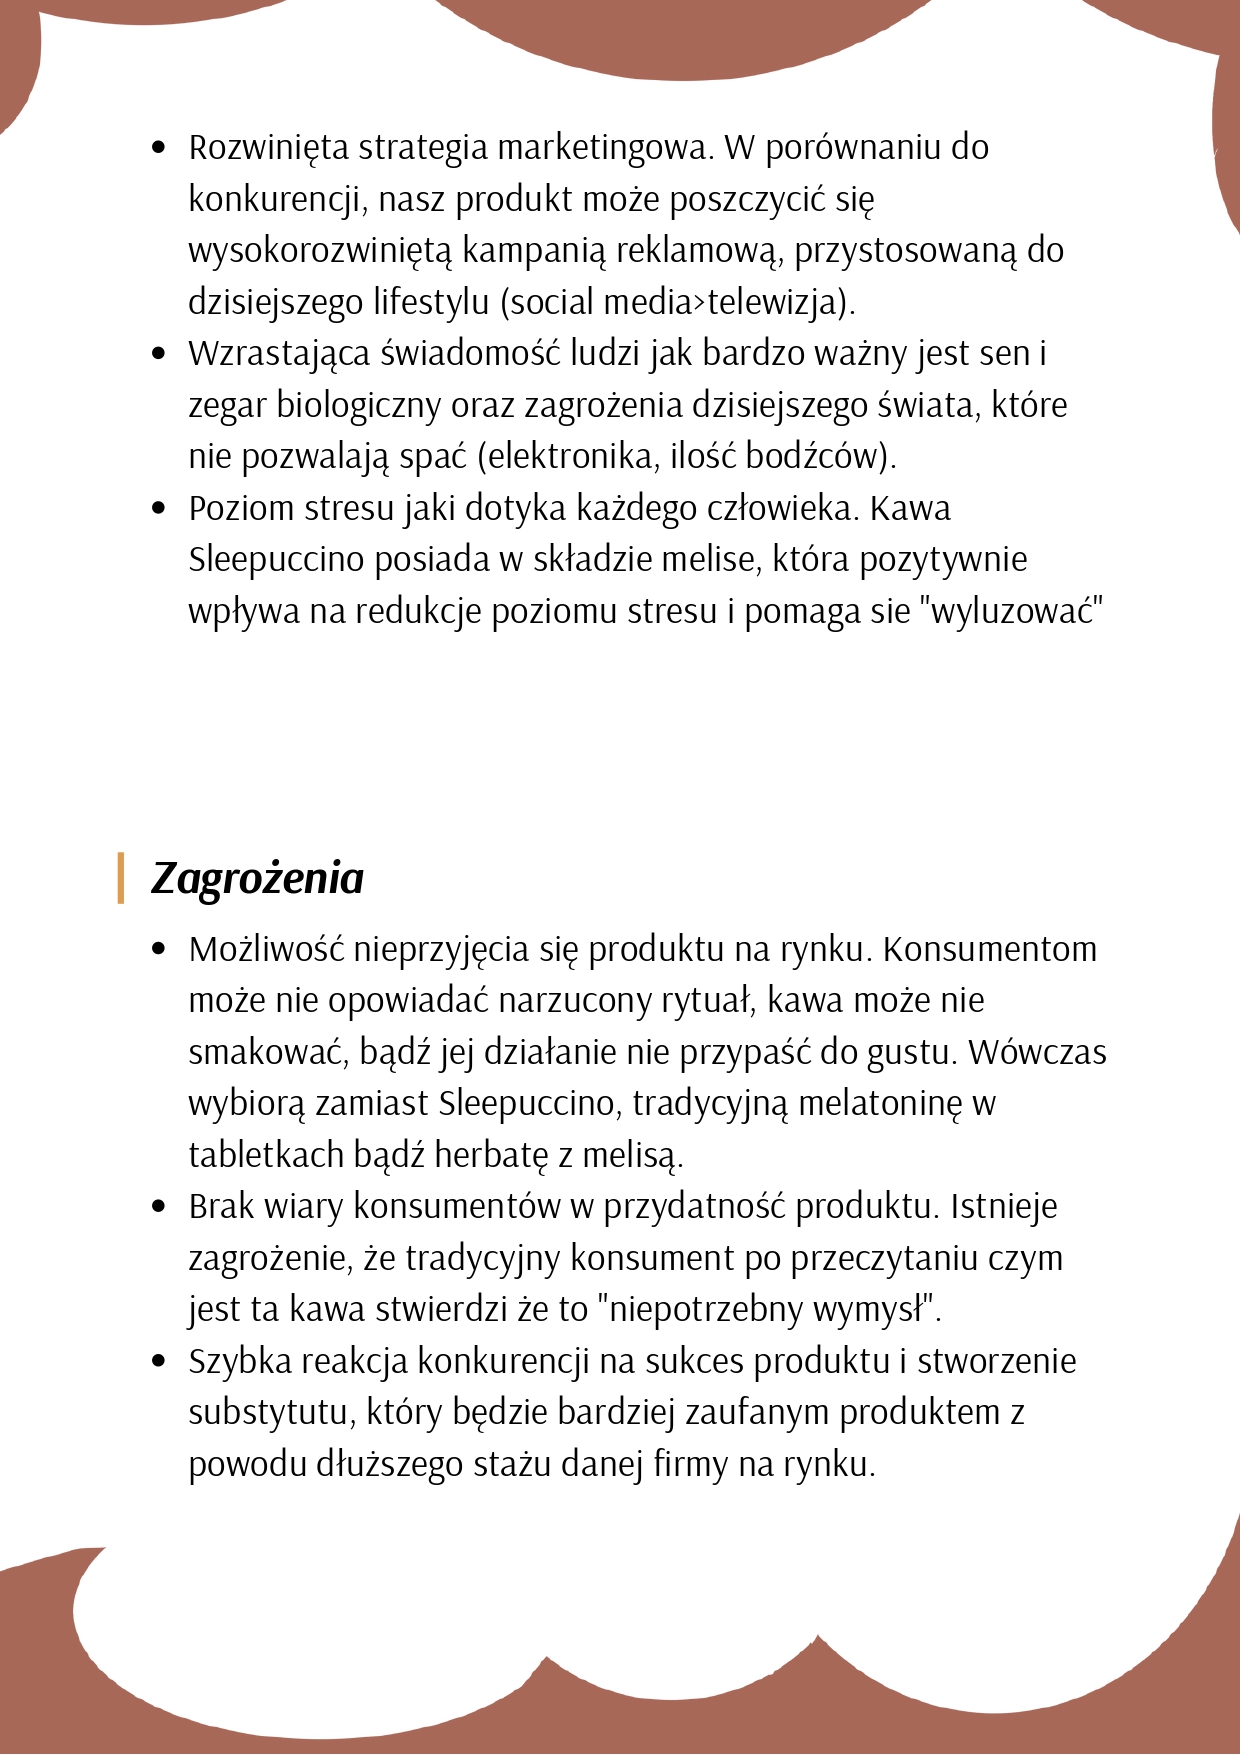 • Rozwinięta strategia marketingowa. W porównaniu do
konkurencji, nasz produkt może poszczycić się
wysokorozwiniętą kampanią reklamową, przystosowaną do
dzisiejszego lifestylu (social media>telewizja).
• Wzrastająca świadomość ludzi jak bardzo ważny jest sen i
zegar biologiczny oraz zagrożenia dzisiejszego świata, które
nie pozwalają spać (elektronika, ilość bodźców).
• Poziom stresu jaki dotyka każdego człowieka. Kawa
Sleepuccino posiada w składzie melise, która pozytywnie
wpływa na redukcje poziomu stresu i pomaga sie "wyluzować"
Zagrożenia
• Możliwość nieprzyjęcia się produktu na rynku. Konsumentom
może nie opowiadać narzucony rytuał, kawa może nie
smakować, bądź jej działanie nie przypaść do gustu. Wówczas
wybiorą zamiast Sleepuccino, tradycyjną melatoninę w
tabletkach bądź herbatę z melisą.
• Brak wiary konsumentów w przydatność produktu. Istnieje
zagrożenie, że tradycyjny konsument po przeczytaniu czym
jest ta kawa stwierdzi że to "niepotrzebny wymysł".
• Szybka reakcja konkurencji na sukces produktu i stworzenie
substytutu, który będzie bardziej zaufanym produktem z
powodu dłuższego stażu danej firmy na rynku.